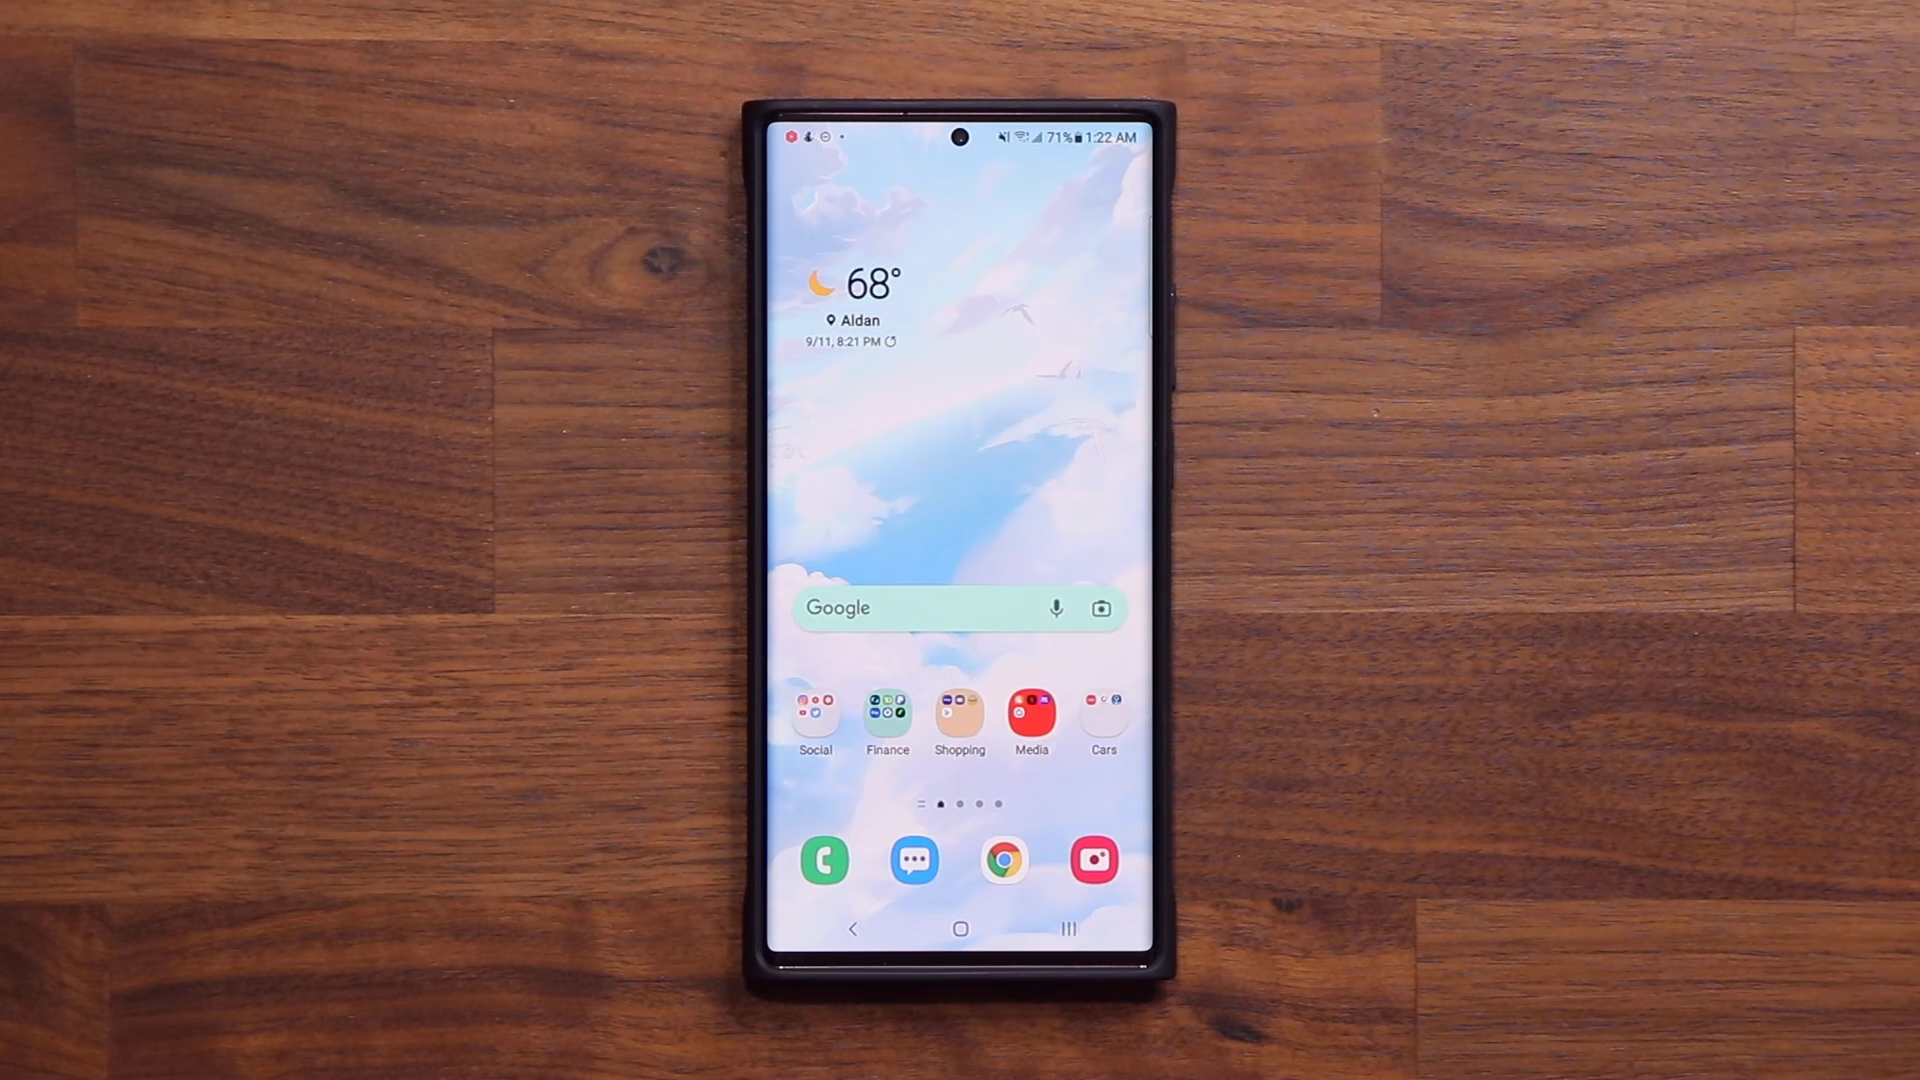 71% 1:22 AM
68°
Aldan
9/11, 8:21 PM
Google
Social Finance Shopping Media Cars